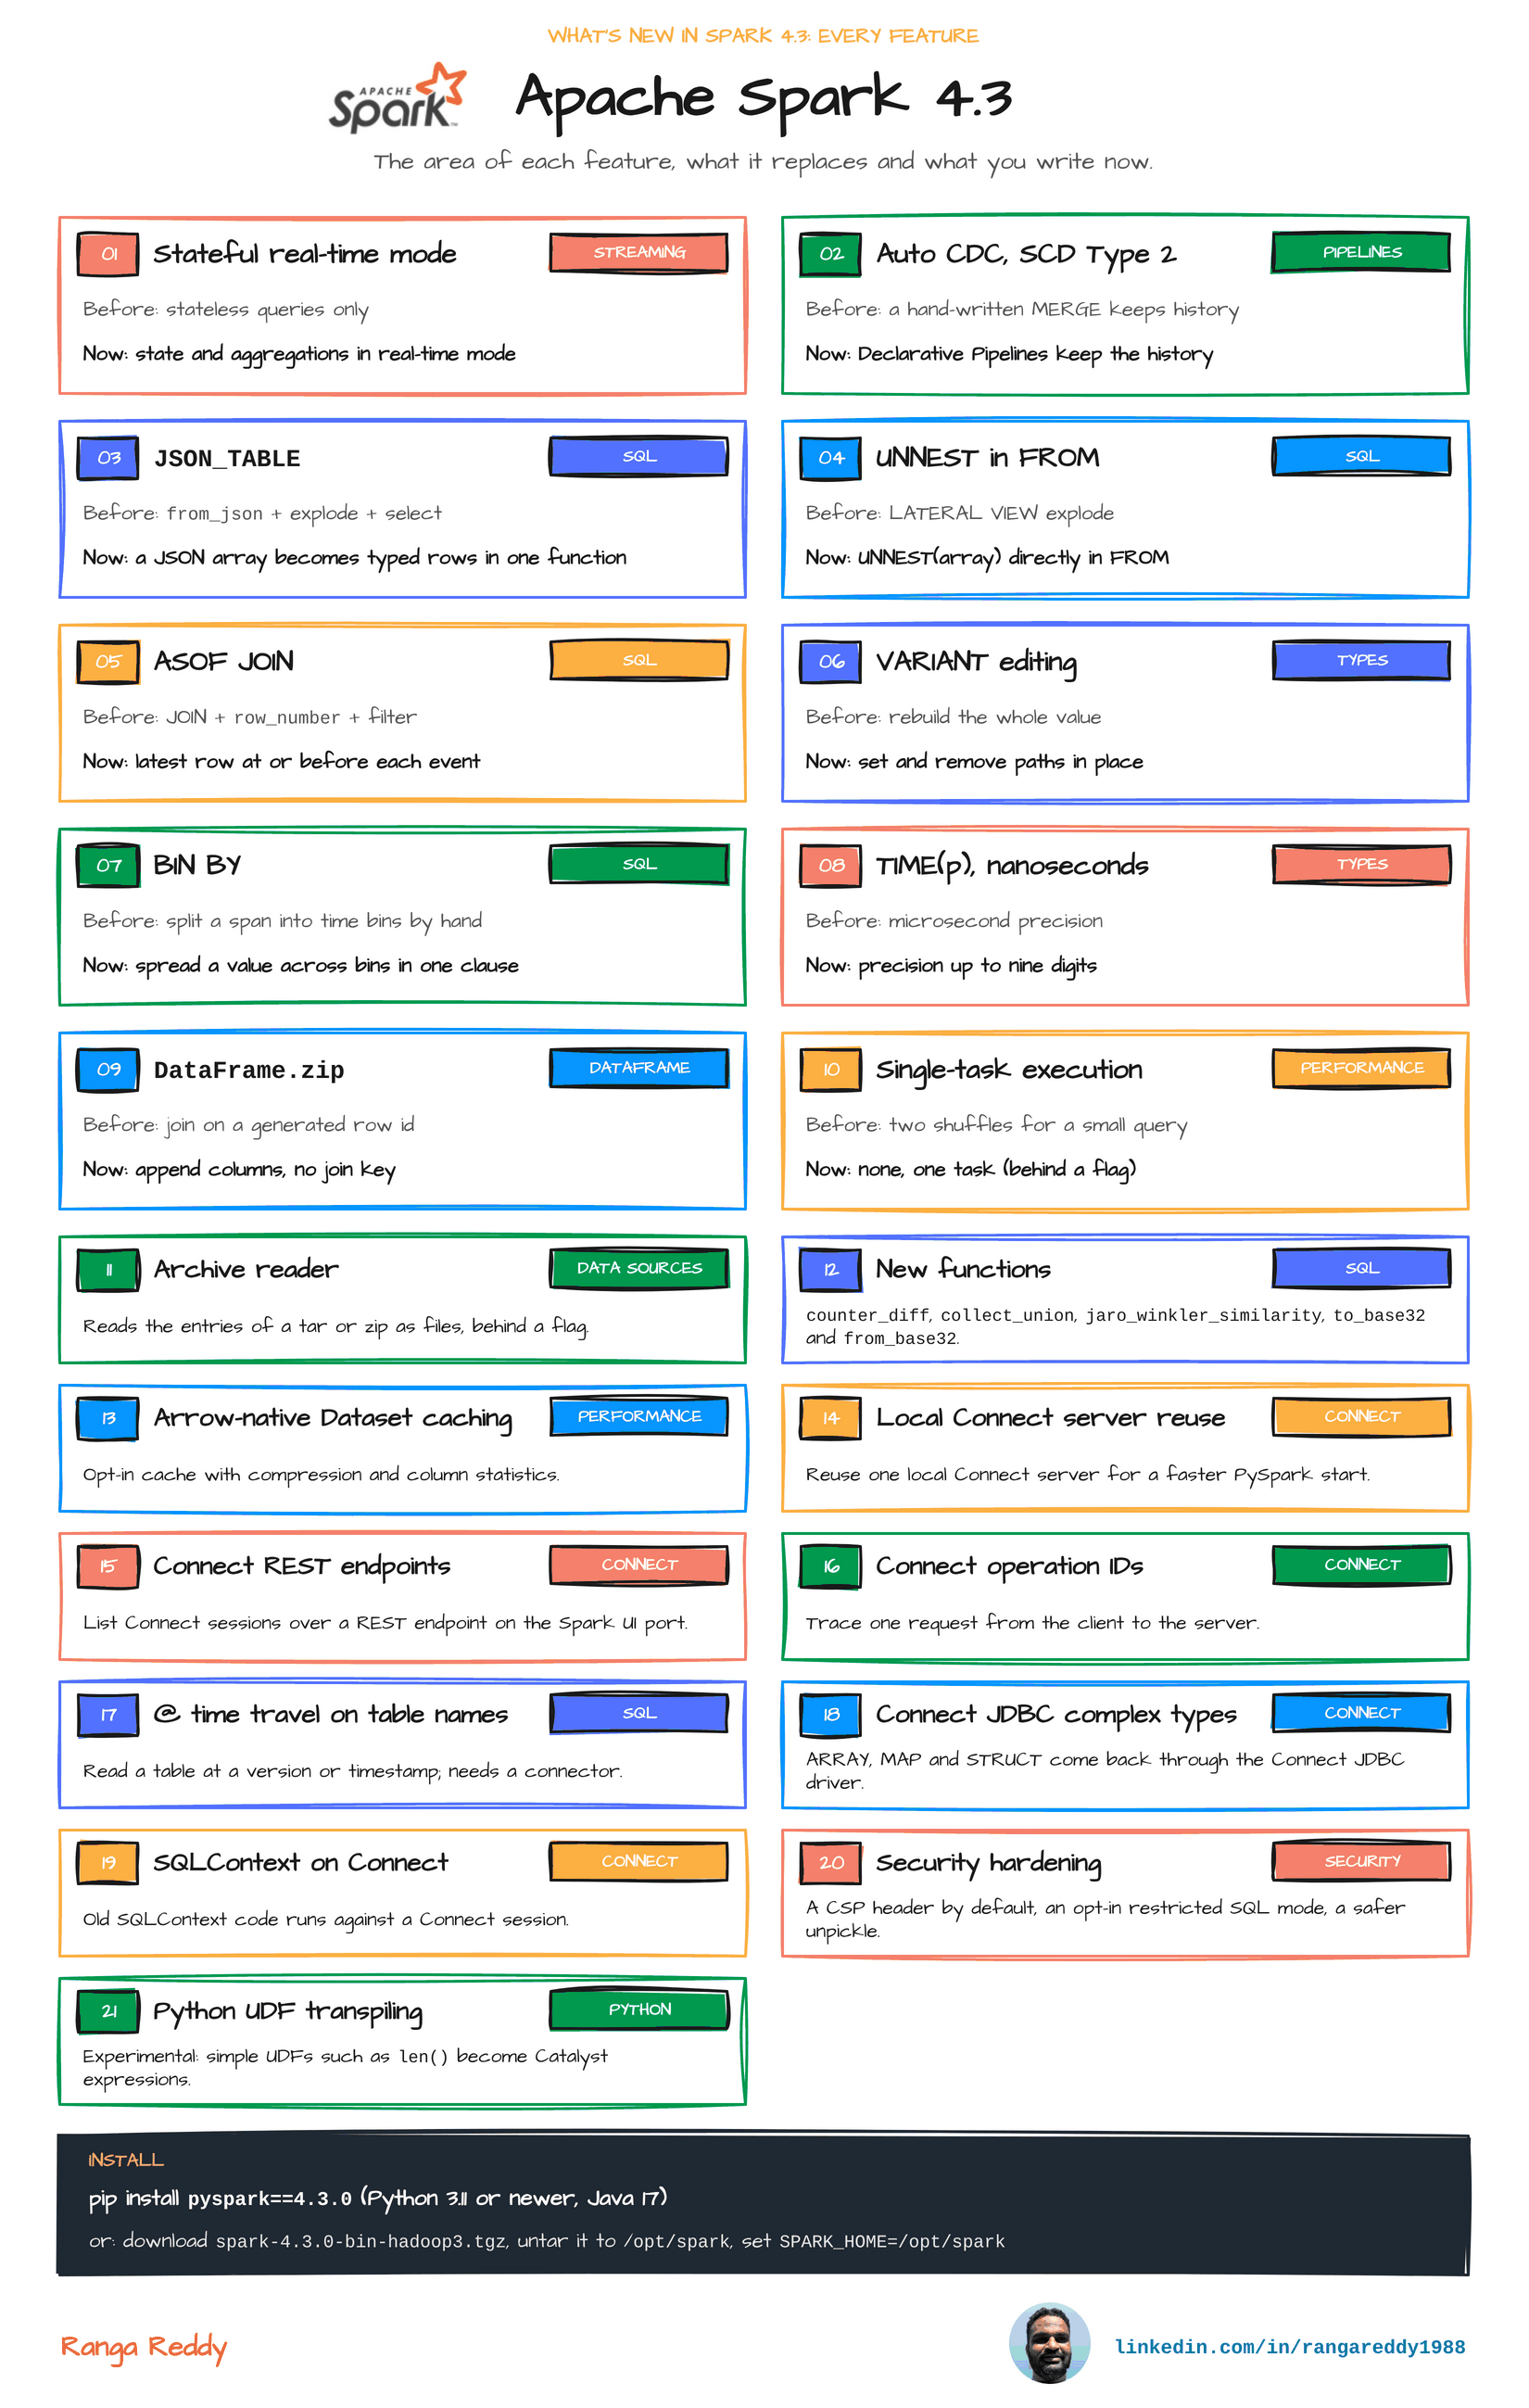 WHAT'S NEW IN SPARK 4.3: EVERY FEATURE
APACHE
Spark™
Apache Spark 4.3
The area of each feature, what it replaces and what you write now.
01 Stateful real-time mode STREAMING
Before: stateless queries only
Now: state and aggregations in real-time mode
02 Auto CDC, SCD Type 2 PIPELINES
Before: a hand-written MERGE keeps history
Now: Declarative Pipelines keep the history
03 JSON_TABLE SQL
Before: from_json + explode + select
Now: a JSON array becomes typed rows in one function
04 UNNEST in FROM SQL
Before: LATERAL VIEW explode
Now: UNNEST(array) directly in FROM
05 ASOF JOIN SQL
Before: JOIN + row_number + filter
Now: latest row at or before each event
06 VARIANT editing TYPES
Before: rebuild the whole value
Now: set and remove paths in place
07 BIN BY SQL
Before: split a span into time bins by hand
Now: spread a value across bins in one clause
08 TIME(p), nanoseconds TYPES
Before: microsecond precision
Now: precision up to nine digits
09 DataFrame.zip DATAFRAME
Before: join on a generated row id
Now: append columns, no join key
10 Single-task execution PERFORMANCE
Before: two shuffles for a small query
Now: none, one task (behind a flag)
11 Archive reader DATA SOURCES
Reads the entries of a tar or zip as files, behind a flag.
12 New functions SQL
counter_diff, collect_union, jaro_winkler_similarity, to_base32
and from_base32.
13 Arrow-native Dataset caching PERFORMANCE
Opt-in cache with compression and column statistics.
14 Local Connect server reuse CONNECT
Reuse one local Connect server for a faster PySpark start.
15 Connect REST endpoints CONNECT
List Connect sessions over a REST endpoint on the Spark UI port.
16 Connect operation IDs CONNECT
Trace one request from the client to the server.
17 @ time travel on table names SQL
Read a table at a version or timestamp; needs a connector.
18 Connect JDBC complex types CONNECT
ARRAY, MAP and STRUCT come back through the Connect JDBC
driver.
19 SQLContext on Connect CONNECT
Old SQLContext code runs against a Connect session.
20 Security hardening SECURITY
A CSP header by default, an opt-in restricted SQL mode, a safer
unpickle.
21 Python UDF transpiling PYTHON
Experimental: simple UDFs such as len() become Catalyst
expressions.
INSTALL
pip install pyspark==4.3.0 (Python 3.11 or newer, Java 17)
or: download spark-4.3.0-bin-hadoop3.tgz, untar it to /opt/spark, set SPARK_HOME=/opt/spark
Ranga Reddy
linkedin.com/in/rangareddy1988